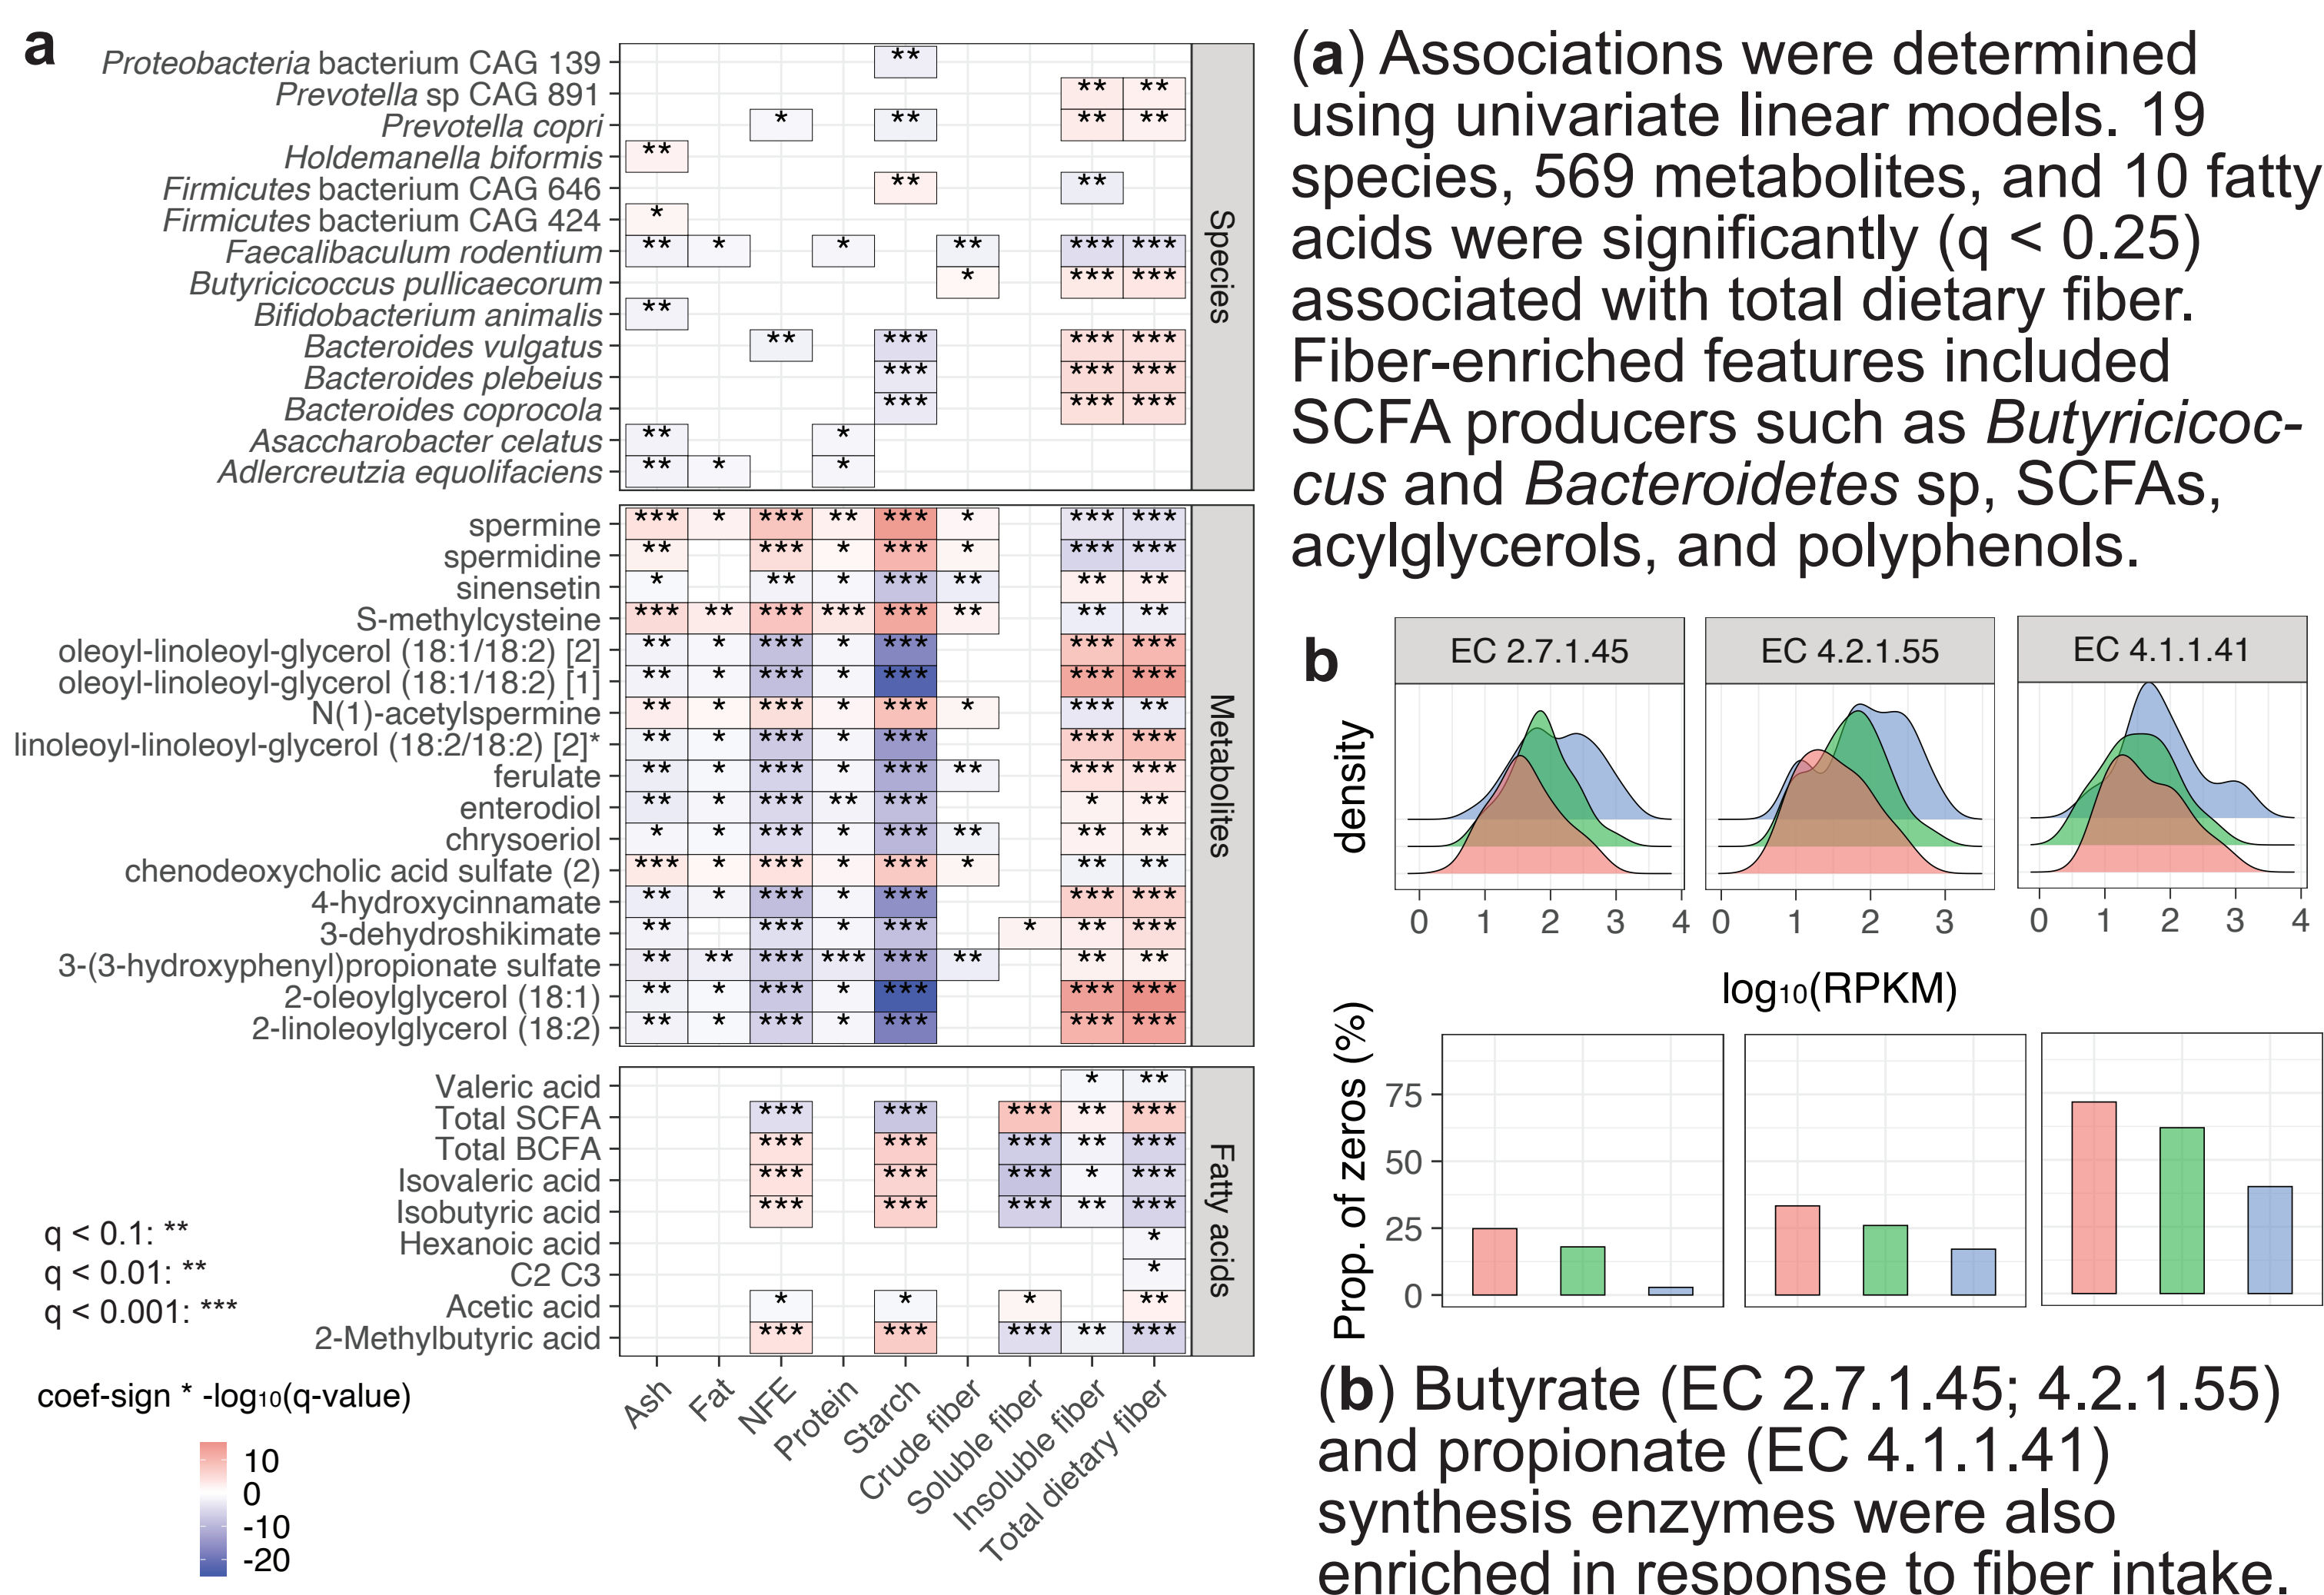 a
Proteobacteria bacterium CAG 139
**
Prevotella sp CAG 891
** **
Prevotella copri
* ** ** **
Holdemanella biformis
**
Firmicutes bacterium CAG 646
** **
Firmicutes bacterium CAG 424
*
Faecalibaculum rodentium
** * * ** *** ***
Butyricicoccus pullicaecorum
* *** ***
Bifidobacterium animalis
**
Bacteroides vulgatus
** *** *** ***
Bacteroides plebeius
*** *** ***
Bacteroides coprocola
*** *** ***
Asaccharobacter celatus
** *
Adlercreutzia equolifaciens
** * *
Species
spermine
*** * *** ** *** * *** ***
spermidine
** *** * *** * *** ***
sinensetin
* ** * *** ** ** **
S-methylcysteine
*** ** *** *** *** ** ** **
oleoyl-linoleoyl-glycerol (18:1/18:2) [2]
** * *** * *** *** ***
oleoyl-linoleoyl-glycerol (18:1/18:2) [1]
** * *** * *** *** ***
N(1)-acetylspermine
** * *** * *** * *** **
linoleoyl-linoleoyl-glycerol (18:2/18:2) [2]*
** * *** * *** *** ***
ferulate
** * *** * *** ** *** ***
enterodiol
** * *** ** *** * **
chrysoeriol
* * *** * *** ** ** **
chenodeoxycholic acid sulfate (2)
*** * *** * *** * ** **
4-hydroxycinnamate
** * *** * *** *** ***
3-dehydroshikimate
** *** * *** * ** ***
3-(3-hydroxyphenyl)propionate sulfate
** ** *** *** *** ** ** **
2-oleoylglycerol (18:1)
** * *** * *** *** ***
2-linoleoylglycerol (18:2)
** * *** * *** *** ***
Metabolites
Valeric acid
* **
Total SCFA
*** *** *** ** ***
Total BCFA
*** *** *** ** ***
Isovaleric acid
*** *** *** * ***
Isobutyric acid
*** *** *** ** ***
Hexanoic acid
*
C2 C3
*
Acetic acid
* * * **
2-Methylbutyric acid
*** *** *** ** ***
Fatty acids
Ash
Fat
NFE
Protein
Starch
Crude fiber
Soluble fiber
Insoluble fiber
Total dietary fiber
q < 0.1: **
q < 0.01: **
q < 0.001: ***
coef-sign * -log10(q-value)
10
0
-10
-20
(a) Associations were determined
using univariate linear models. 19
species, 569 metabolites, and 10 fatty
acids were significantly (q < 0.25)
associated with total dietary fiber.
Fiber-enriched features included
SCFA producers such as Butyricicoc-
cus and Bacteroidetes sp, SCFAs,
acylglycerols, and polyphenols.
b
EC 2.7.1.45
EC 4.2.1.55
EC 4.1.1.41
density
0 1 2 3 4
0 1 2 3
0 1 2 3 4
log10(RPKM)
Prop. of zeros (%)
75
50
25
0
(b) Butyrate (EC 2.7.1.45; 4.2.1.55)
and propionate (EC 4.1.1.41)
synthesis enzymes were also
enriched in response to fiber intake.